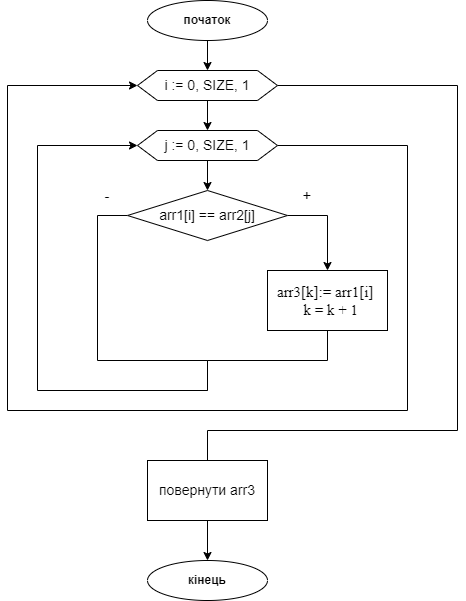 початок
i := 0, SIZE, 1
j := 0, SIZE, 1
-
+
arr1[i] == arr2[j]
arr3[k]:= arr1[i]
k = k + 1
повернути arr3
кінець